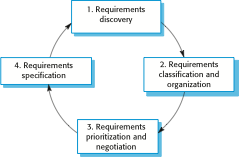 1. Requirements
discovery
2. Requirements
classification and
organization
3. Requirements
prioritization and
negotiation
4. Requirements
specification